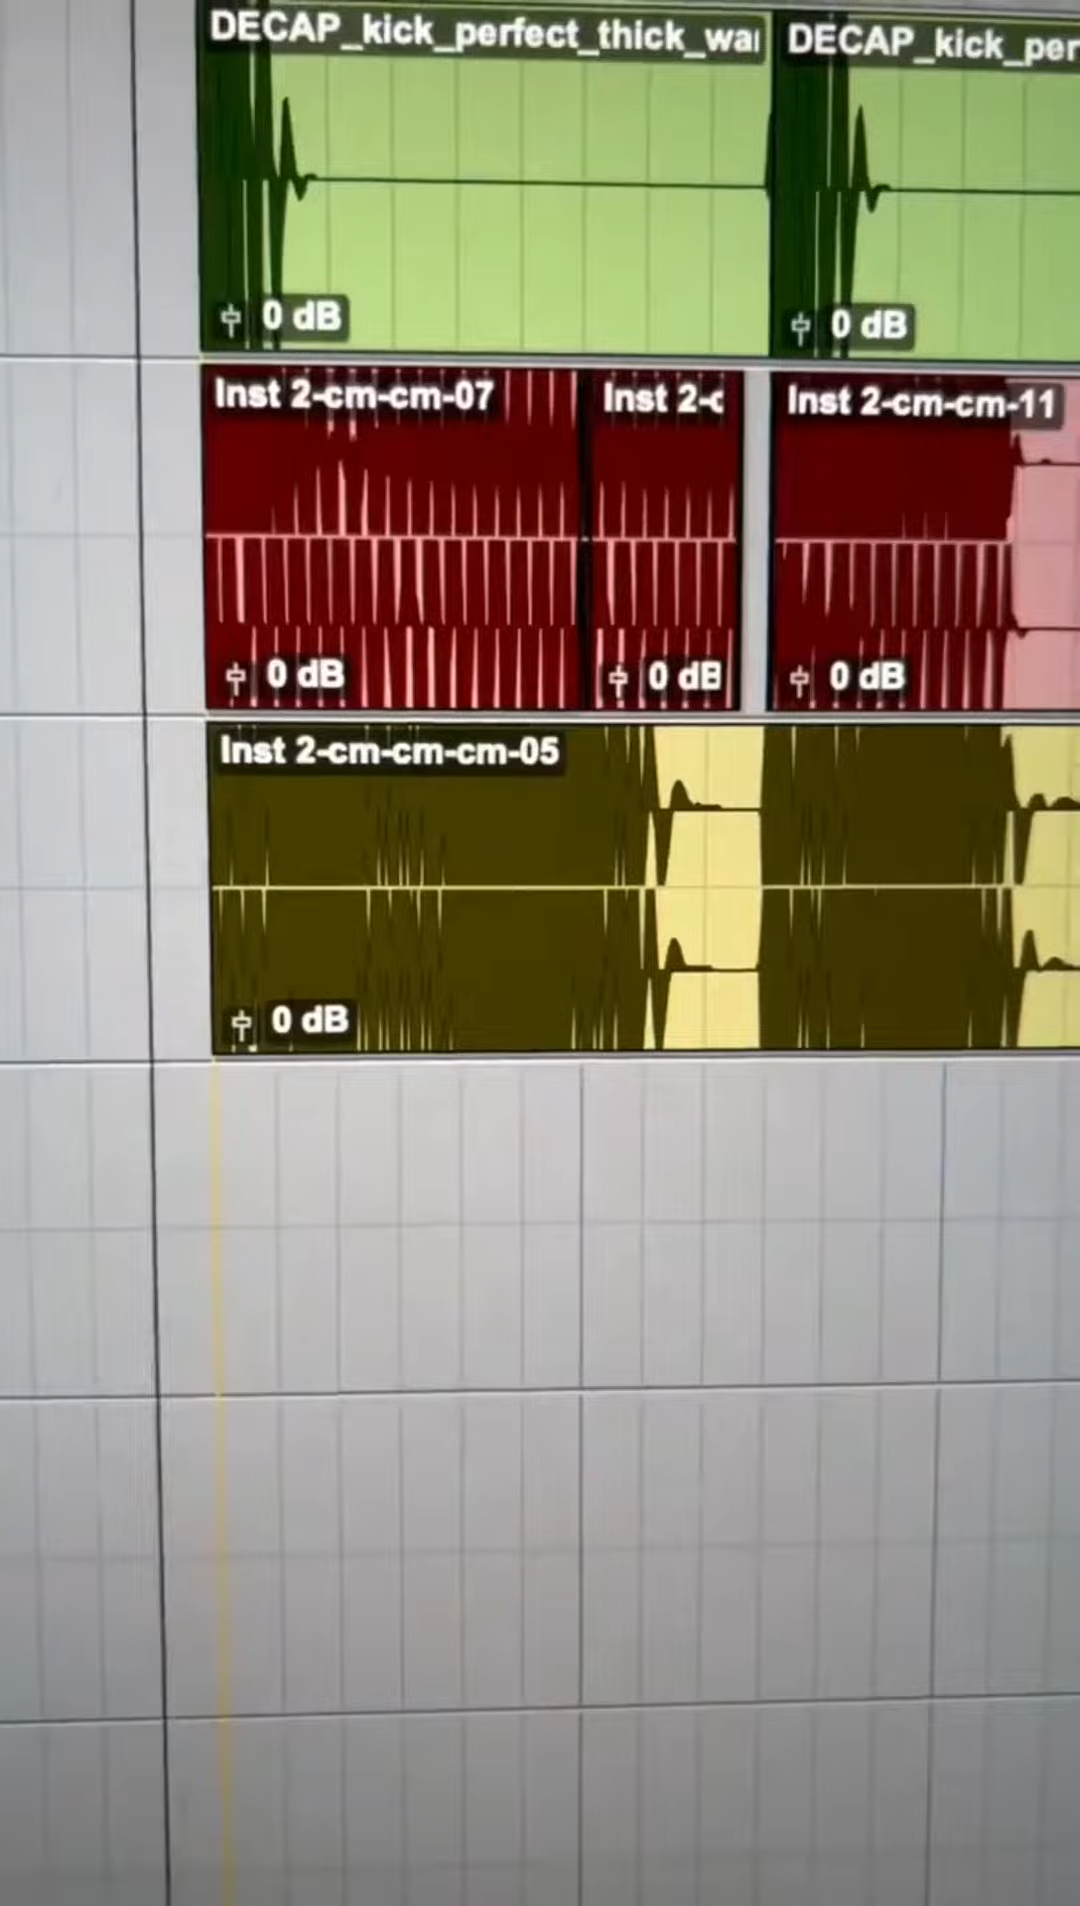 DECAP_kick_perfect_thick_wa
DECAP_kick_per
0 dB
0 dB
Inst 2-cm-cm-07
Inst 2-c
Inst 2-cm-cm-11
0 dB
0 dB
0 dB
Inst 2-cm-cm-cm-05
0 dB